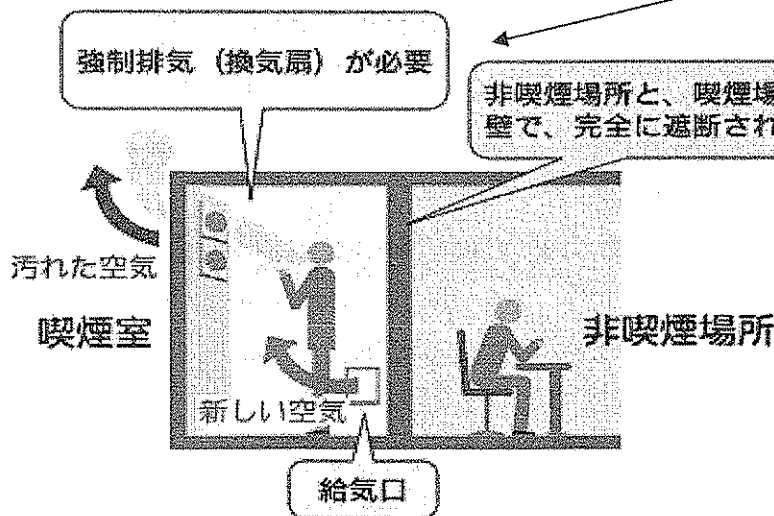 強制排気（換気扇）が必要
非喫煙場所と、喫煙場
壁で、完全に遮断され
汚れた空気
喫煙室
非喫煙場所
新しい空気
給気口